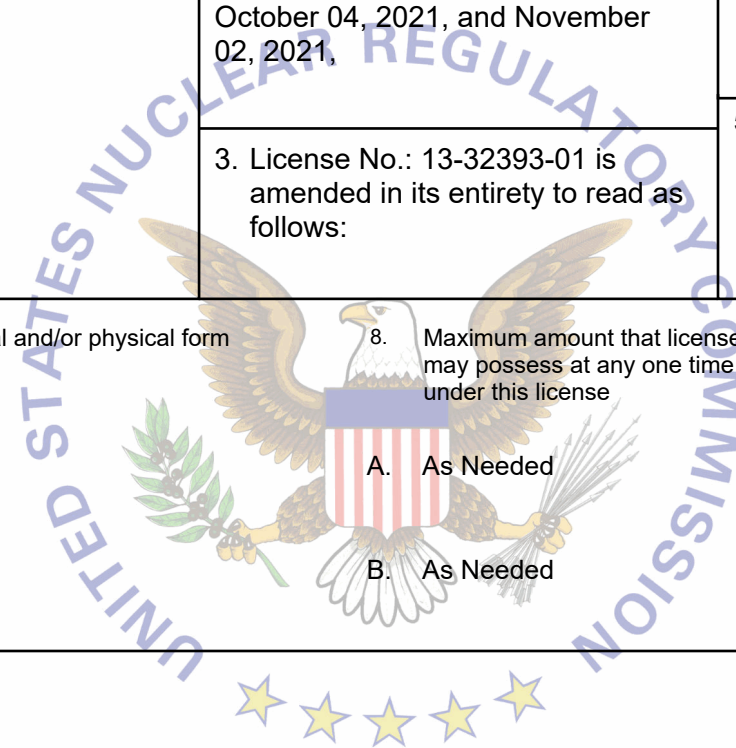 October 04, 2021, and November
02, 2021,
3. License No.: 13-32393-01 is
amended in its entirety to read as
follows:
and/or physical form
8. Maximum amount that license
may possess at any one time
under this license
A. As Needed
B. As Needed
UNITED STATES NUCLEAR REGULATORY COMMISSION